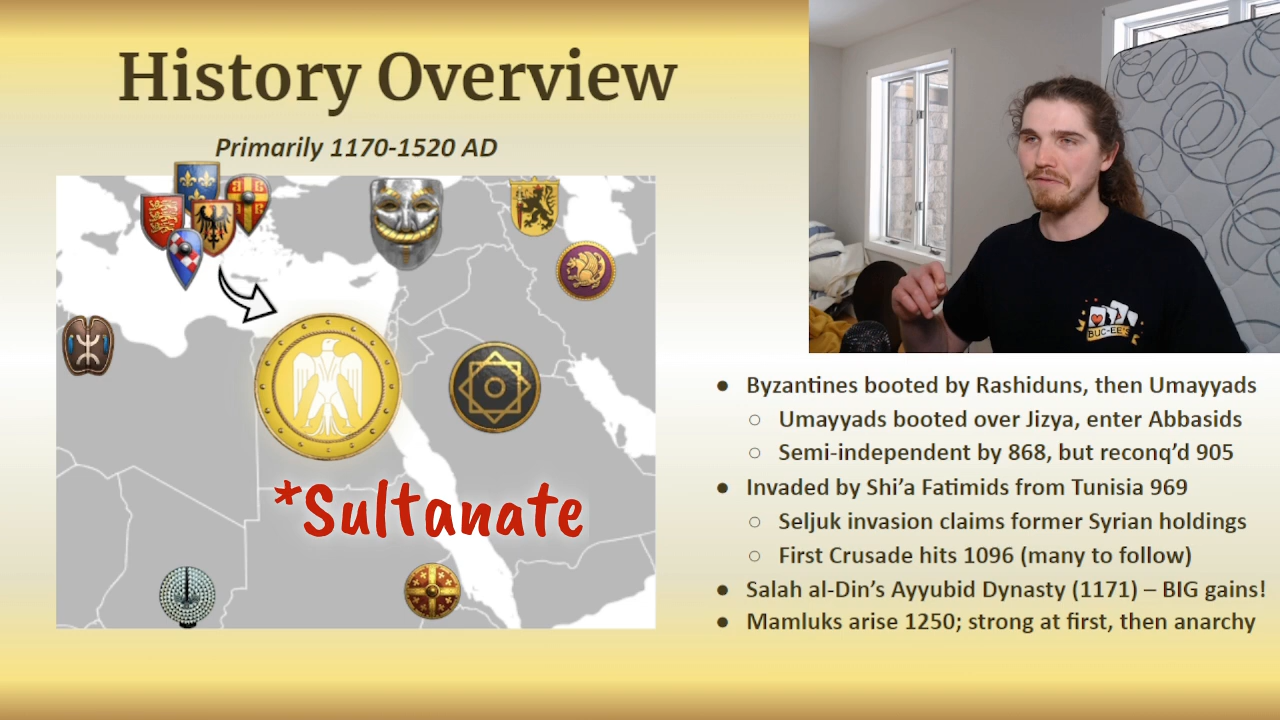 History Overview
Primarily 1170-1520 AD
*Sultanate
BUC-EE'S
● Byzantines booted by Rashiduns, then Umayyads
○ Umayyads booted over Jizya, enter Abbasids
○ Semi-independent by 868, but reconq'd 905
● Invaded by Shi'a Fatimids from Tunisia 969
○ Seljuk invasion claims former Syrian holdings
○ First Crusade hits 1096 (many to follow)
● Salah al-Din's Ayyubid Dynasty (1171) – BIG gains!
● Mamluks arise 1250; strong at first, then anarchy